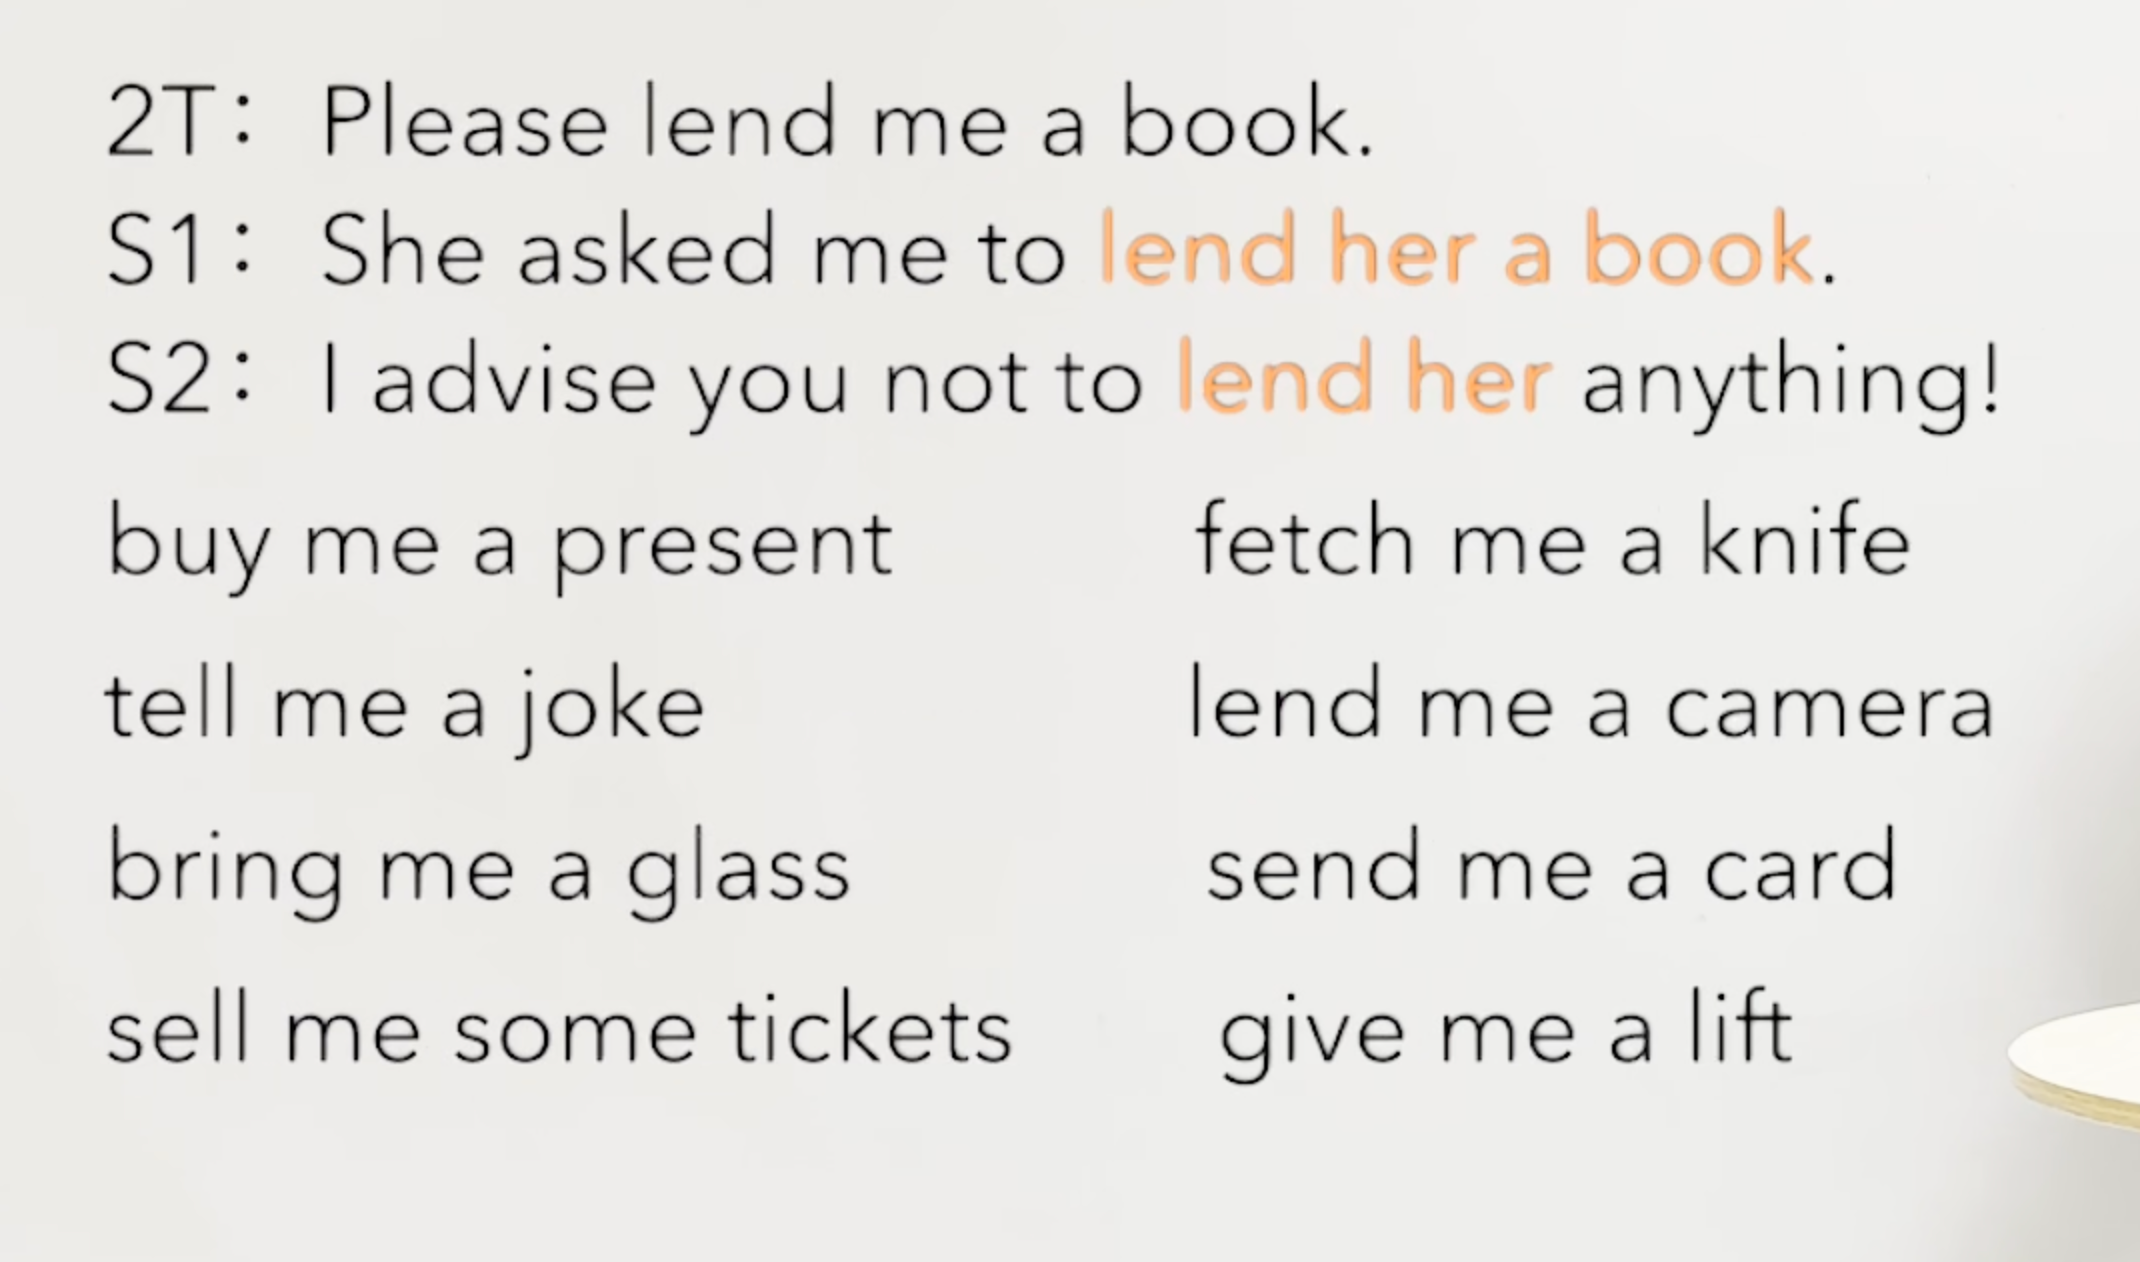 2T: Please lend me a book.
S1: She asked me to lend her a book.
S2: I advise you not to lend her anything!
buy me a present fetch me a knife
tell me a joke lend me a camera
bring me a glass send me a card
sell me some tickets give me a lift